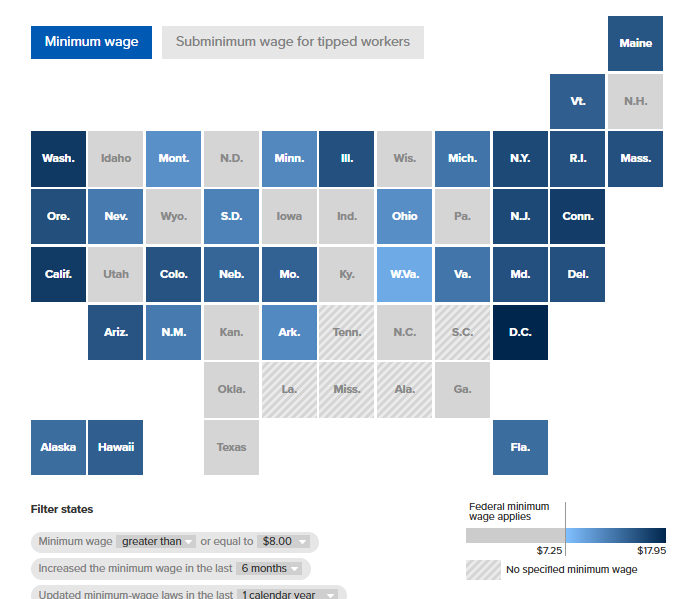 Minimum wage Subminimum wage for tipped workers
Maine
Vt. N.H.
Wash. Idaho Mont. N.D. Minn. Ill. Wis. Mich. N.Y. R.I. Mass.
Ore. Nev. Wyo. S.D. Iowa Ind. Ohio Pa. N.J. Conn.
Calif. Utah Colo. Neb. Mo. Ky. W.Va. Va. Md. Del.
Ariz. N.M. Kan. Ark. Tenn. N.C. S.C. D.C.
Okla. La. Miss. Ala. Ga.
Alaska Hawaii Texas Fla.
Filter states
Minimum wage greater than or equal to $8.00
Increased the minimum wage in the last 6 months
Updated minimum-wage laws in the last 1 calendar year
Federal minimum
wage applies
$7.25 $17.95
No specified minimum wage